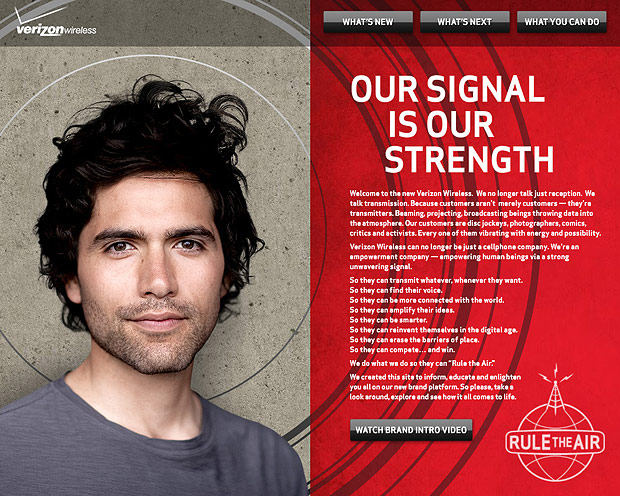 verizonwireless
WHAT'S NEW
WHAT'S NEXT
WHAT YOU CAN DO
OUR SIGNAL
IS OUR
STRENGTH
Welcome to the new Verizon Wireless. We no longer talk just reception. We
talk transmission. Because customers aren't merely customers — they're
transmitters. Beaming, projecting, broadcasting beings throwing data into
the atmosphere. Our customers are disc jockeys, photographers, comics,
critics and activists. Every one of them vibrating with energy and possibility.
Verizon Wireless can no longer be just a cellphone company. We're an
empowerment company — empowering human beings via a strong
unwavering signal.
So they can transmit whatever, whenever they want.
So they can find their voice.
So they can be more connected with the world.
So they can amplify their ideas.
So they can be smarter.
So they can reinvent themselves in the digital age.
So they can erase the barriers of place.
So they can compete... and win.
We do what we do so they can "Rule the Air."
We created this site to inform, educate and enlighten
you all on our new brand platform. So please, take a
look around, explore and see how it all comes to life.
WATCH BRAND INTRO VIDEO
RULE THE AIR